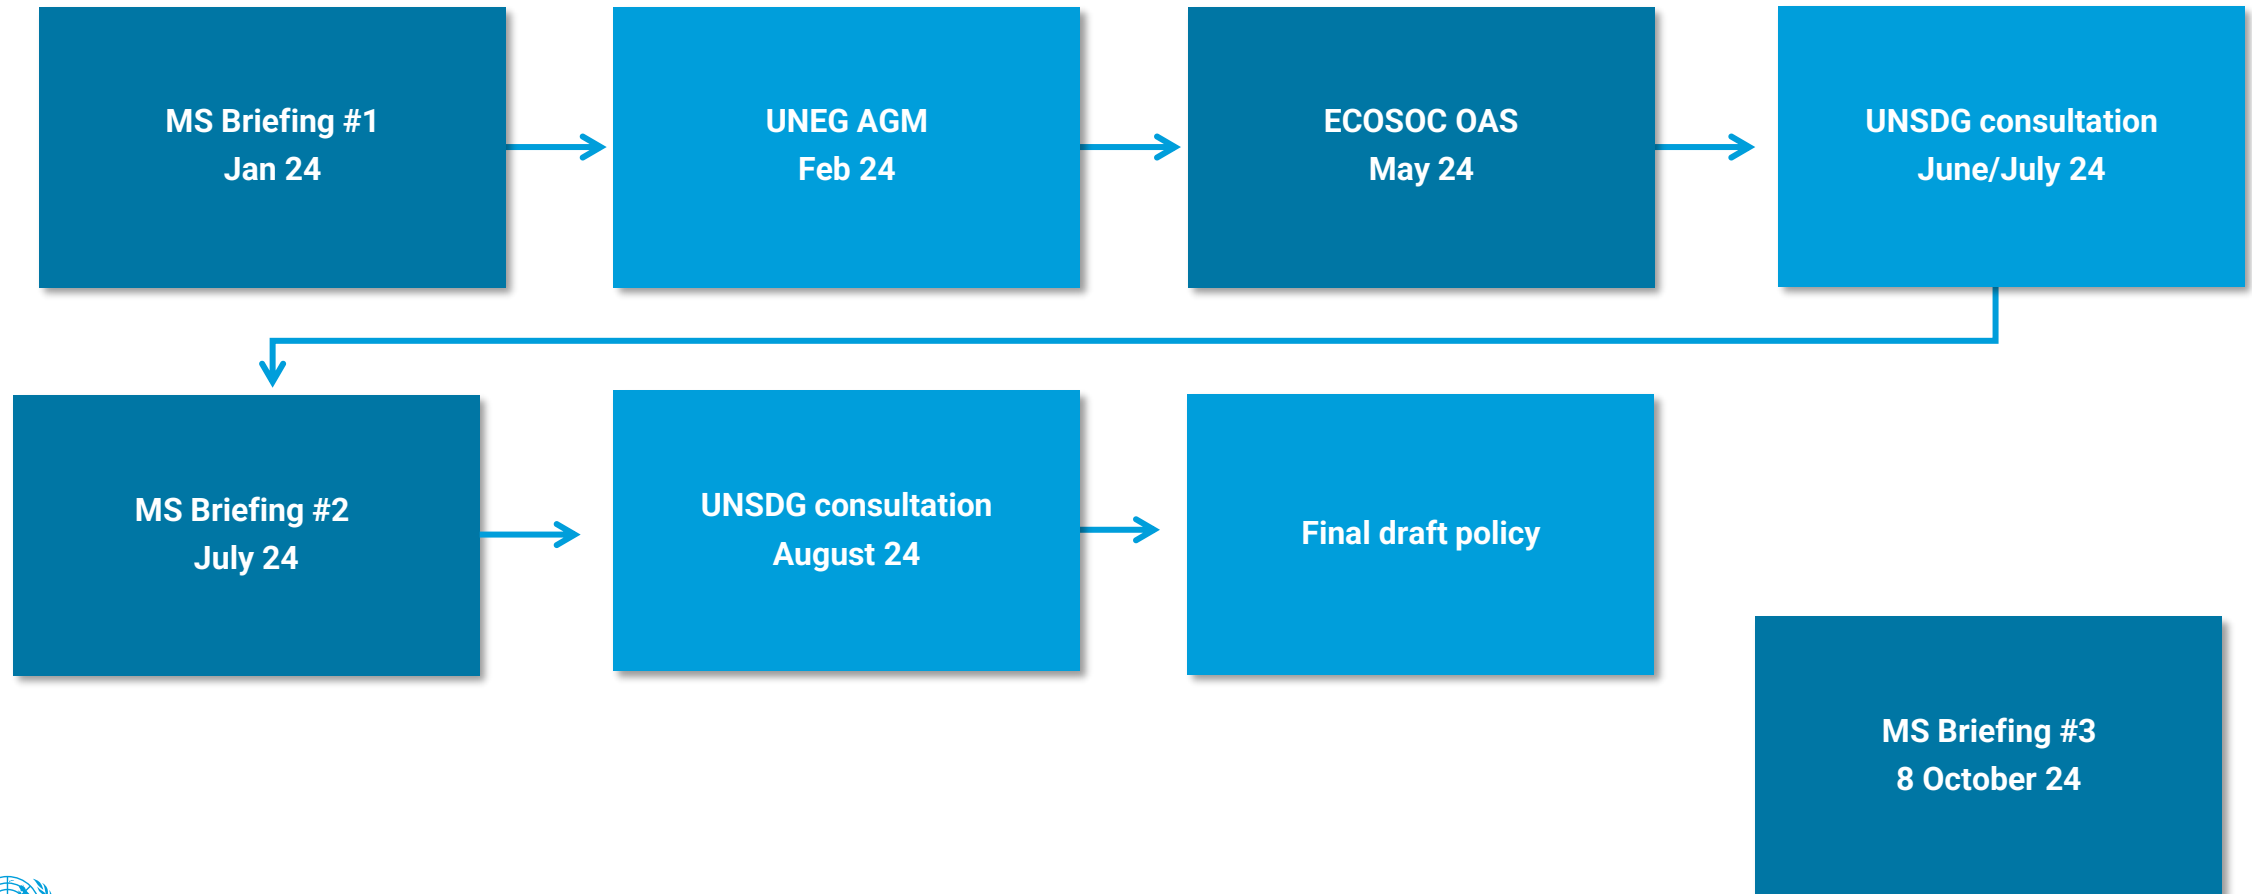 MS Briefing #1
Jan 24
UNEG AGM
Feb 24
ECOSOC OAS
May 24
UNSDG consultation
June/July 24
MS Briefing #2
July 24
UNSDG consultation
August 24
Final draft policy
MS Briefing #3
8 October 24